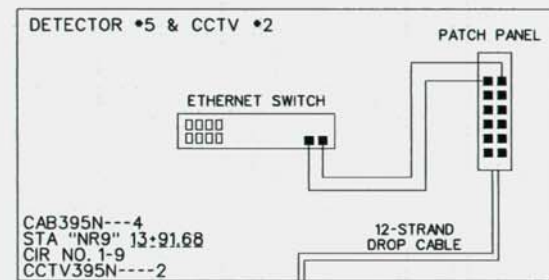 DETECTOR •5 & CCTV •2
PATCH PANEL
ETHERNET SWITCH
12-STRAND
DROP CABLE
CAB395N---4
STA "NR9" 13+91.68
CIR NO. 1-9
CCTV395N----2